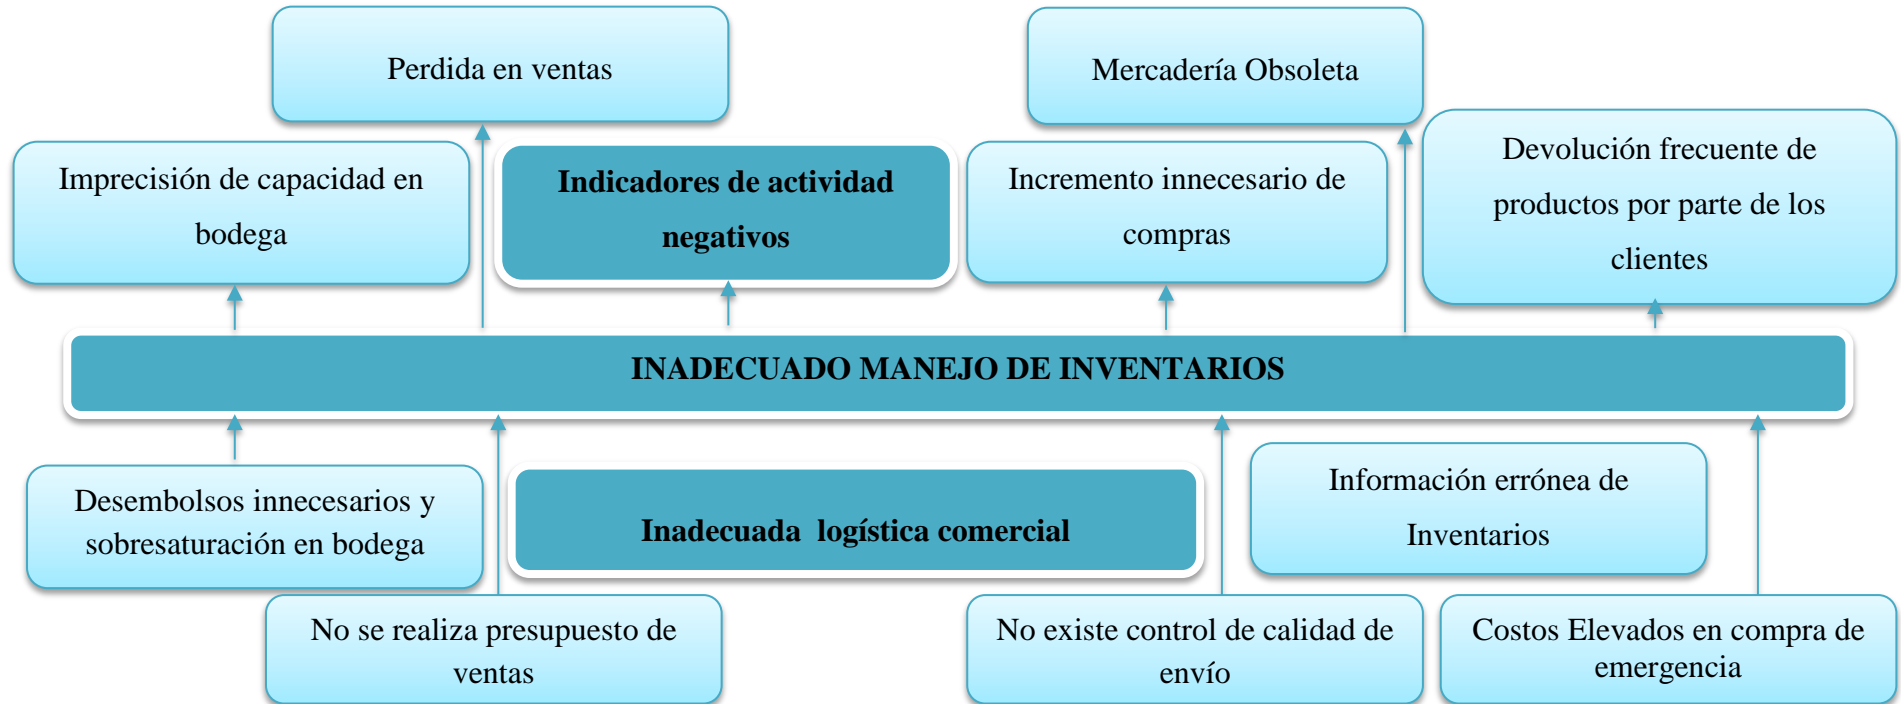 Perdida en ventas
Mercadería Obsoleta
Imprecisión de capacidad en
bodega
Indicadores de actividad
negativos
Incremento innecesario de
compras
Devolución frecuente de
productos por parte de los
clientes
INADECUADO MANEJO DE INVENTARIOS
Desembolsos innecesarios y
sobresaturación en bodega
Inadecuada logística comercial
Información errónea de
Inventarios
No se realiza presupuesto de
ventas
No existe control de calidad de
envío
Costos Elevados en compra de
emergencia